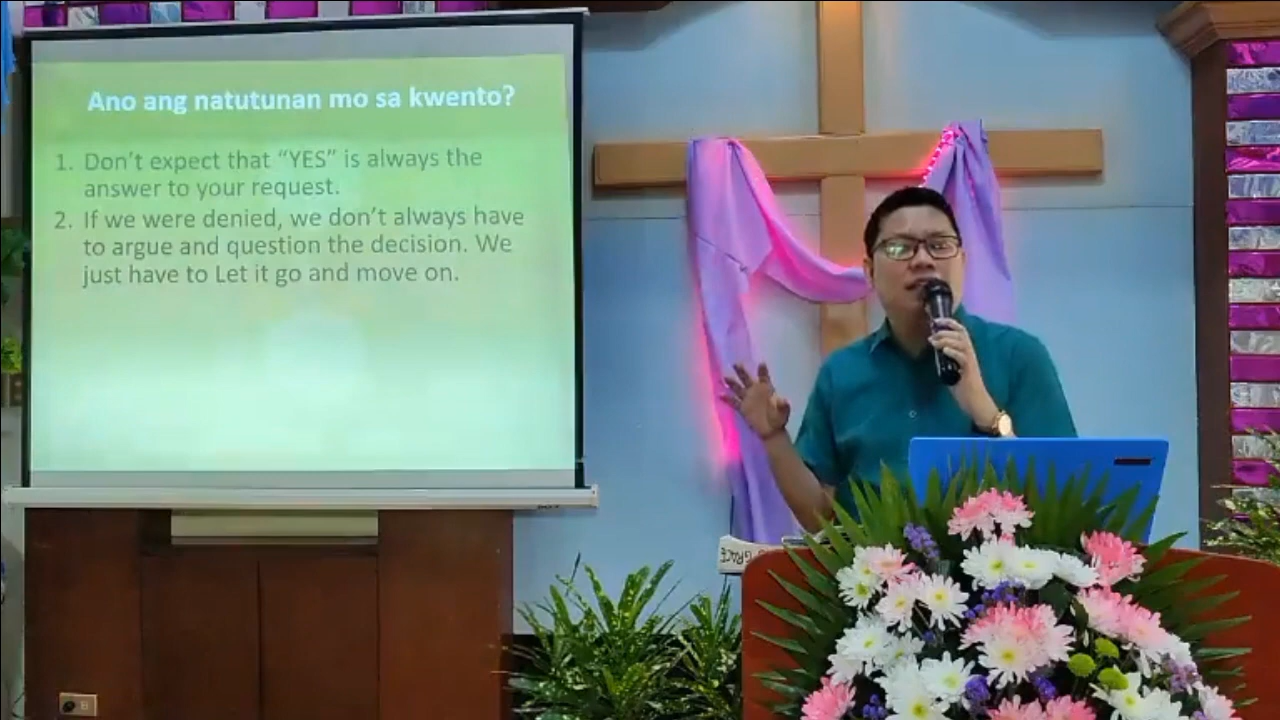 Ano ang natutunan mo sa kwento?
1. Don't expect that "YES" is always the
answer to your request.
2. If we were denied, we don't always have
to argue and question the decision. We
just have to Let it go and move on.
GRACE